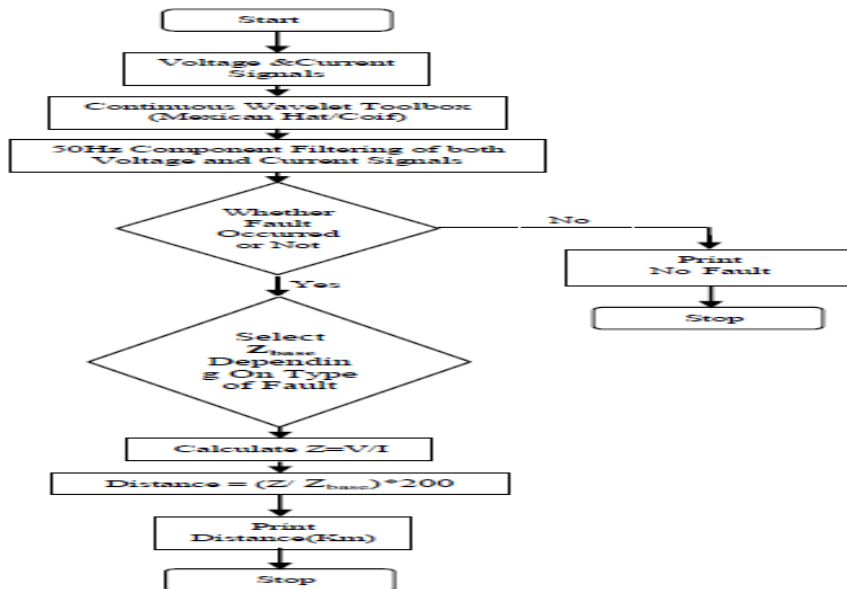 Start
Voltage &Current
Signals
Continuous Wavelet Toolbox
(Mexican Hat/Coif)
50Hz Component Filtering of both
Voltage and Current Signals
Whether
Fault
Occurred
or Not
No
Print
No Fault
Stop
Yes
Select
Zbase
Dependin
g On Type
of Fault
Calculate Z=V/I
Distance = (Z/ Zbase)*200
Print
Distance(Km)
Stop